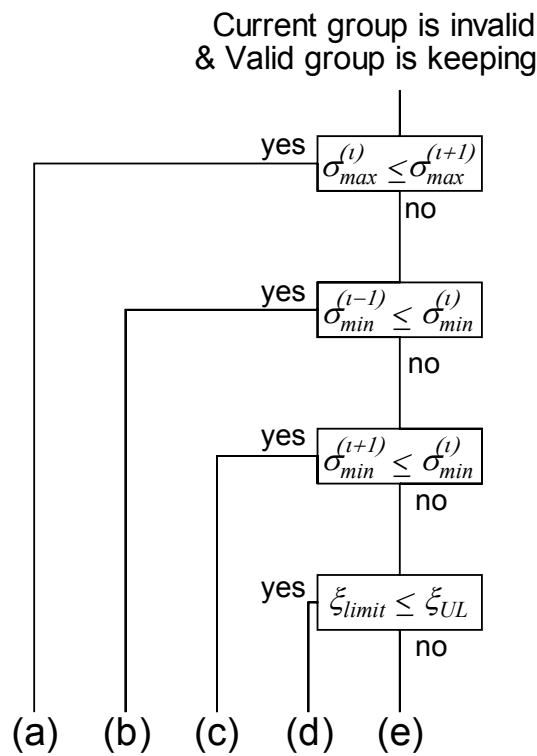 Current group is invalid
& Valid group is keeping
yes
σ_max^(ι) ≤ σ_max^(ι+1)
no
yes
σ_min^(ι−1) ≤ σ_min^(ι)
no
yes
σ_min^(ι+1) ≤ σ_min^(ι)
no
yes
ξ_limit ≤ ξ_UL
no
(a) (b) (c) (d) (e)